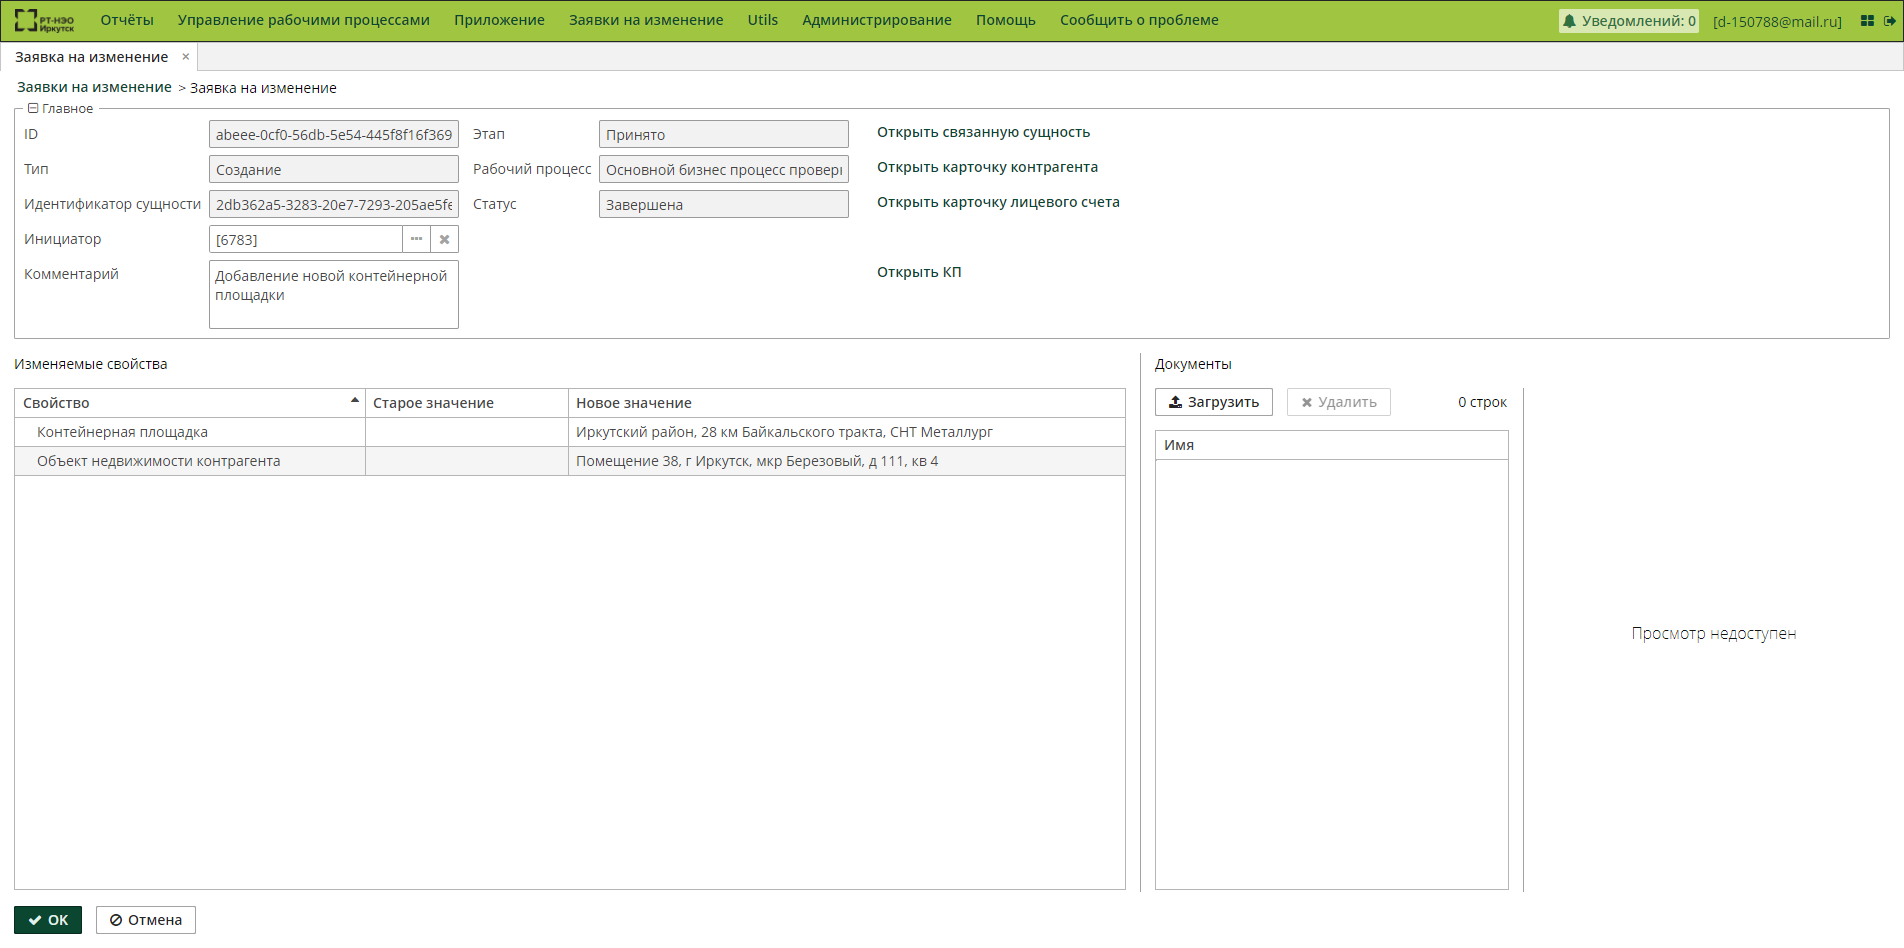 РТ-НЭО Иркутск
Отчёты Управление рабочими процессами Приложение Заявки на изменение Utils Администрирование Помощь Сообщить о проблеме Уведомлений: 0 [d-150788@mail.ru]
Заявка на изменение ×
Заявки на изменение > Заявка на изменение
Главное
ID abeee-0cf0-56db-5e54-445f8f16f369 Этап Принято Открыть связанную сущность
Тип Создание Рабочий процесс Основной бизнес процесс провер Открыть карточку контрагента
Идентификатор сущности 2db362a5-3283-20e7-7293-205ae5fe Статус Завершена Открыть карточку лицевого счета
Инициатор [6783]
Комментарий Добавление новой контейнерной Открыть КП
площадки
Изменяемые свойства Документы
Свойство Старое значение Новое значение Загрузить Удалить 0 строк
Контейнерная площадка Иркутский район, 28 км Байкальского тракта, СНТ Металлург
Имя
Объект недвижимости контрагента Помещение 38, г Иркутск, мкр Березовый, д 111, кв 4
Просмотр недоступен
OK Отмена